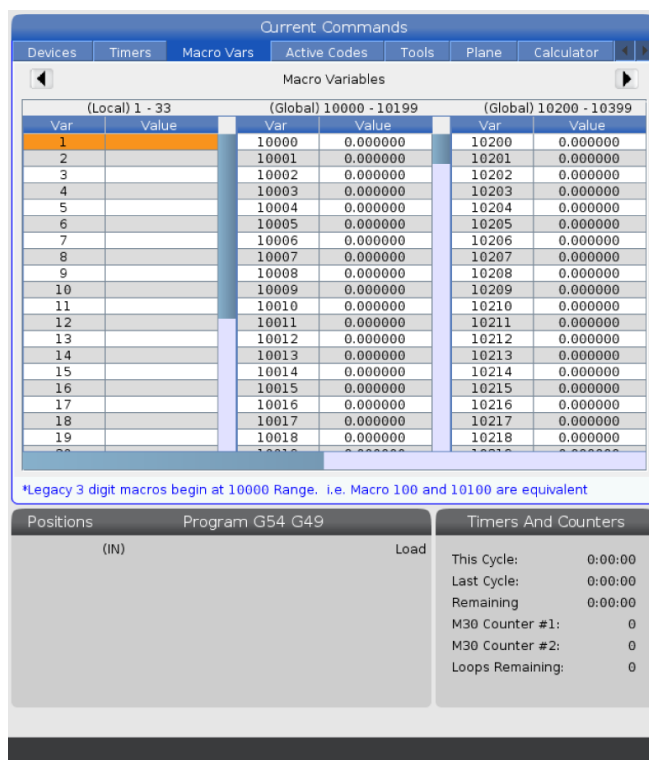 Current Commands
Devices Timers Macro Vars Active Codes Tools Plane Calculator
Macro Variables
(Local) 1 - 33 (Global) 10000 - 10199 (Global) 10200 - 10399
Var Value Var Value Var Value
1 10000 0.000000 10200 0.000000
2 10001 0.000000 10201 0.000000
3 10002 0.000000 10202 0.000000
4 10003 0.000000 10203 0.000000
5 10004 0.000000 10204 0.000000
6 10005 0.000000 10205 0.000000
7 10006 0.000000 10206 0.000000
8 10007 0.000000 10207 0.000000
9 10008 0.000000 10208 0.000000
10 10009 0.000000 10209 0.000000
11 10010 0.000000 10210 0.000000
12 10011 0.000000 10211 0.000000
13 10012 0.000000 10212 0.000000
14 10013 0.000000 10213 0.000000
15 10014 0.000000 10214 0.000000
16 10015 0.000000 10215 0.000000
17 10016 0.000000 10216 0.000000
18 10017 0.000000 10217 0.000000
19 10018 0.000000 10218 0.000000
*Legacy 3 digit macros begin at 10000 Range. i.e. Macro 100 and 10100 are equivalent
Positions Program G54 G49
(IN) Load
Timers And Counters
This Cycle: 0:00:00
Last Cycle: 0:00:00
Remaining 0:00:00
M30 Counter #1: 0
M30 Counter #2: 0
Loops Remaining: 0